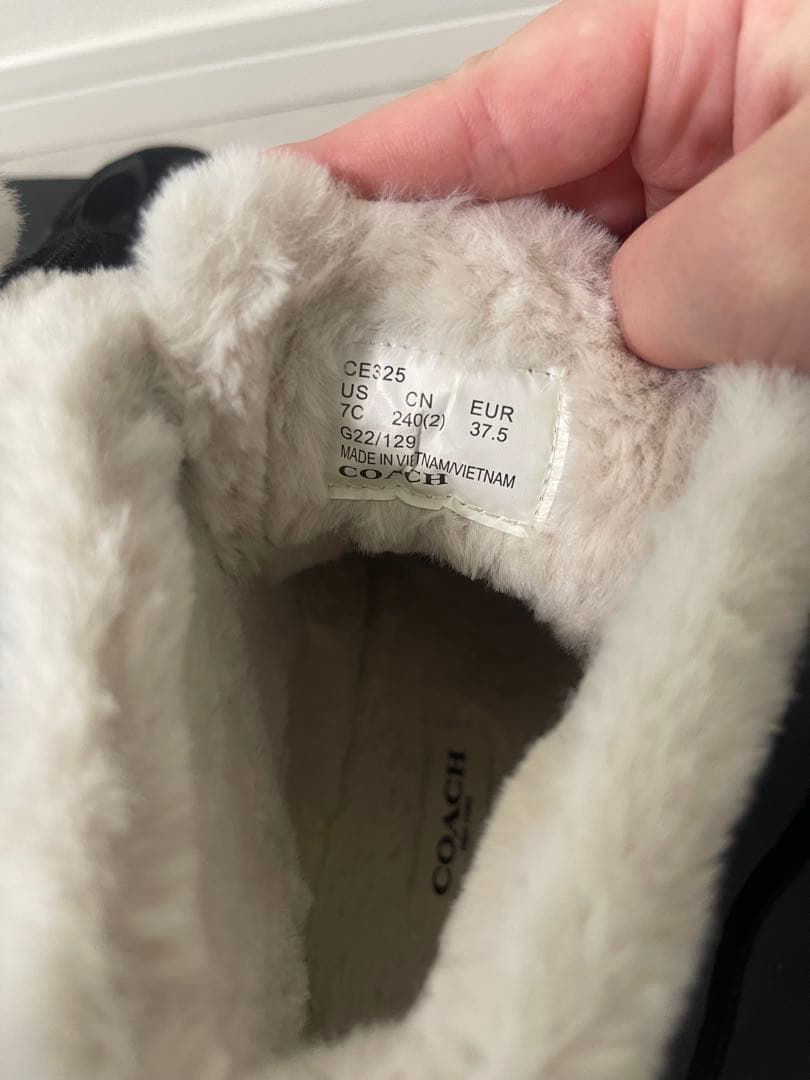 CE325
US CN EUR
7C 240(2) 37.5
G22/129
MADE IN VIETNAM/VIETNAM
COACH
COACH